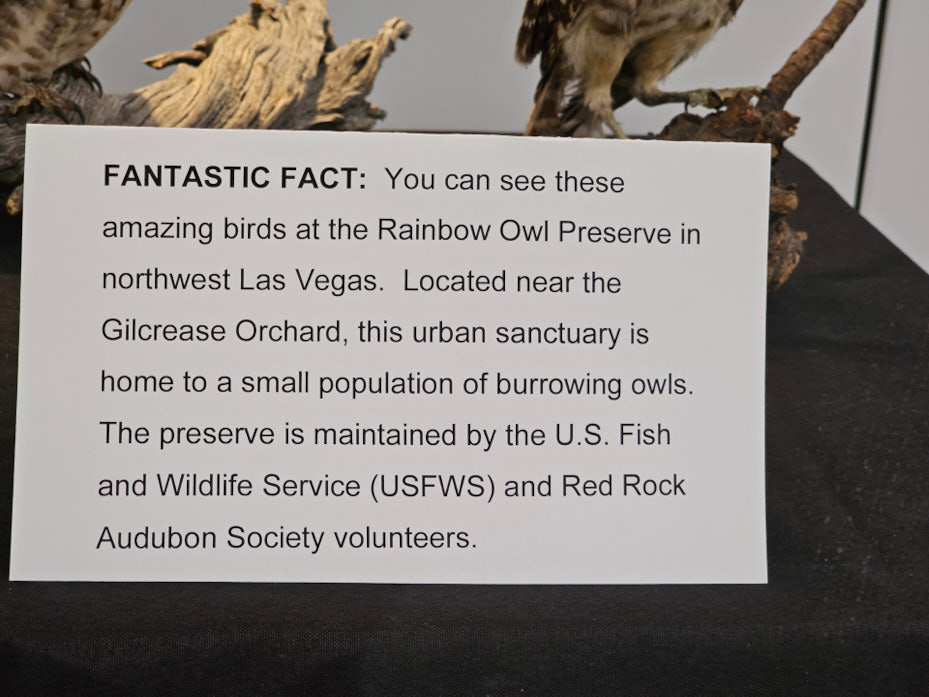 FANTASTIC FACT: You can see these
amazing birds at the Rainbow Owl Preserve in
northwest Las Vegas. Located near the
Gilcrease Orchard, this urban sanctuary is
home to a small population of burrowing owls.
The preserve is maintained by the U.S. Fish
and Wildlife Service (USFWS) and Red Rock
Audubon Society volunteers.